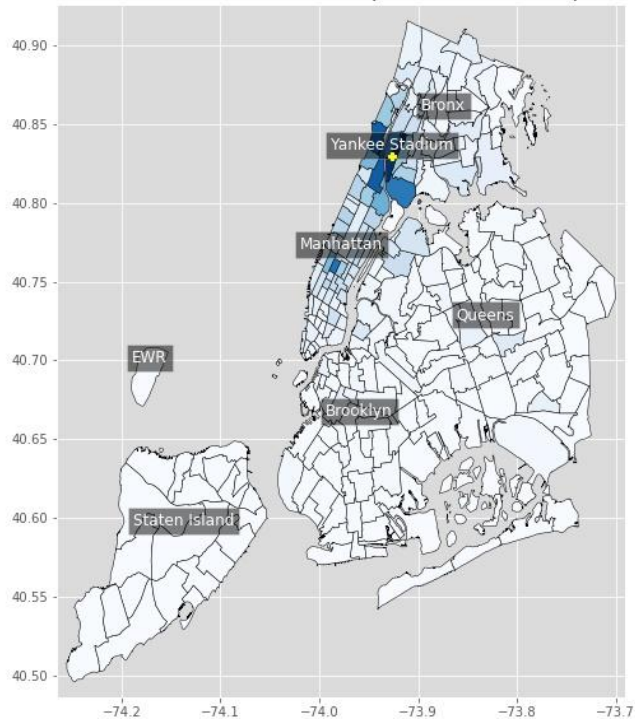 40.90
40.85
Bronx
Yankee Stadium
40.80
Manhattan
40.75
Queens
EWR
40.70
Brooklyn
40.65
Staten Island
40.60
40.55
40.50
−74.2 −74.1 −74.0 −73.9 −73.8 −73.7